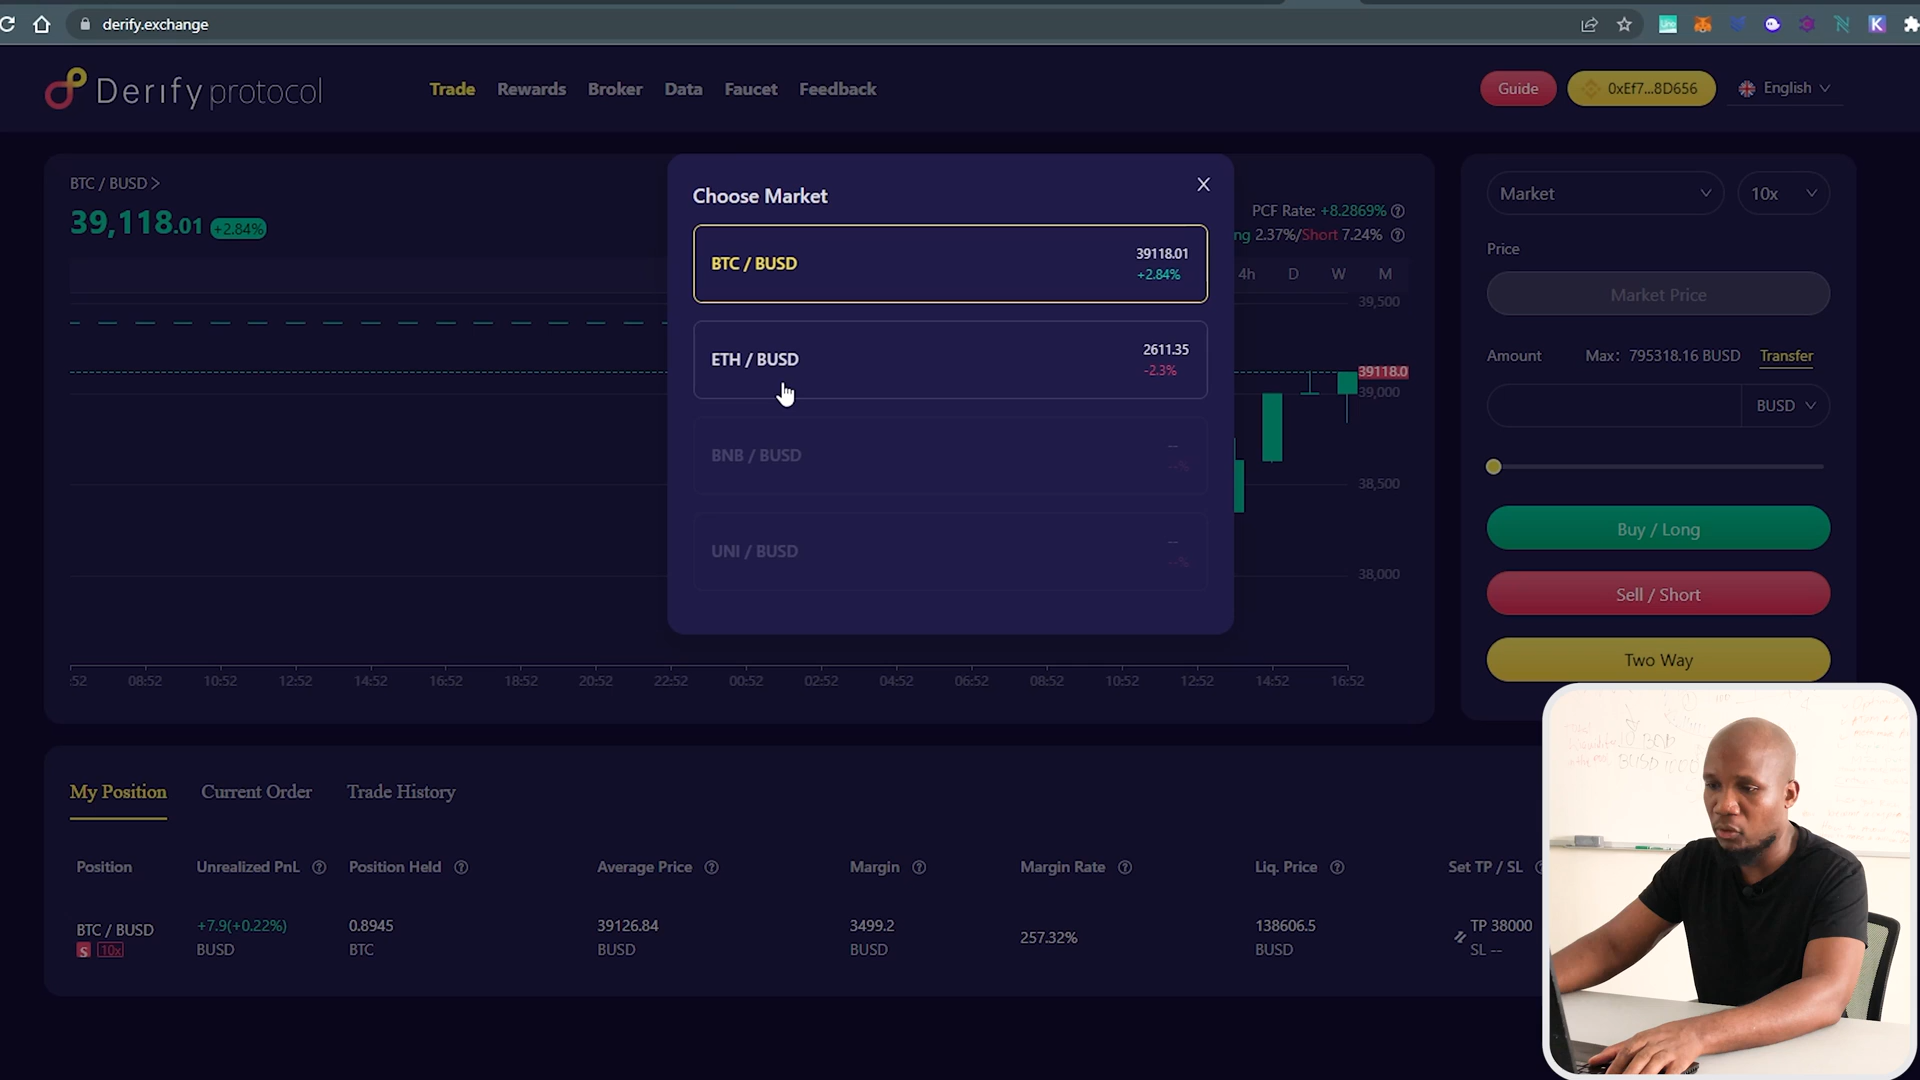 derify.exchange
Derify protocol
Trade Rewards Broker Data Faucet Feedback
Guide
0xEf7...8D656
English
BTC / BUSD >
39,118.01 +2.84%
Choose Market
X
BTC / BUSD
39118.01
+2.84%
ETH / BUSD
2611.35
-2.3%
BNB / BUSD
--
--%
UNI / BUSD
--
--%
PCF Rate: +8.2869%
ng 2.37%/Short 7.24%
4h D W M
39,500
39118.0
39,000
38,500
38,000
:52 08:52 10:52 12:52 14:52 16:52 18:52 20:52 22:52 00:52 02:52 04:52 06:52 08:52 10:52 12:52 14:52 16:52
Market
10x
Price
Market Price
Amount Max: 795318.16 BUSD Transfer
BUSD
Buy / Long
Sell / Short
Two Way
My Position Current Order Trade History
Position Unrealized PnL Position Held Average Price Margin Margin Rate Liq. Price Set TP / SL
BTC / BUSD +7.9(+0.22%) 0.8945 39126.84 3499.2 257.32% 138606.5 TP 38000
S 10x BUSD BTC BUSD BUSD BUSD SL --
BUSD
BUSD 1000